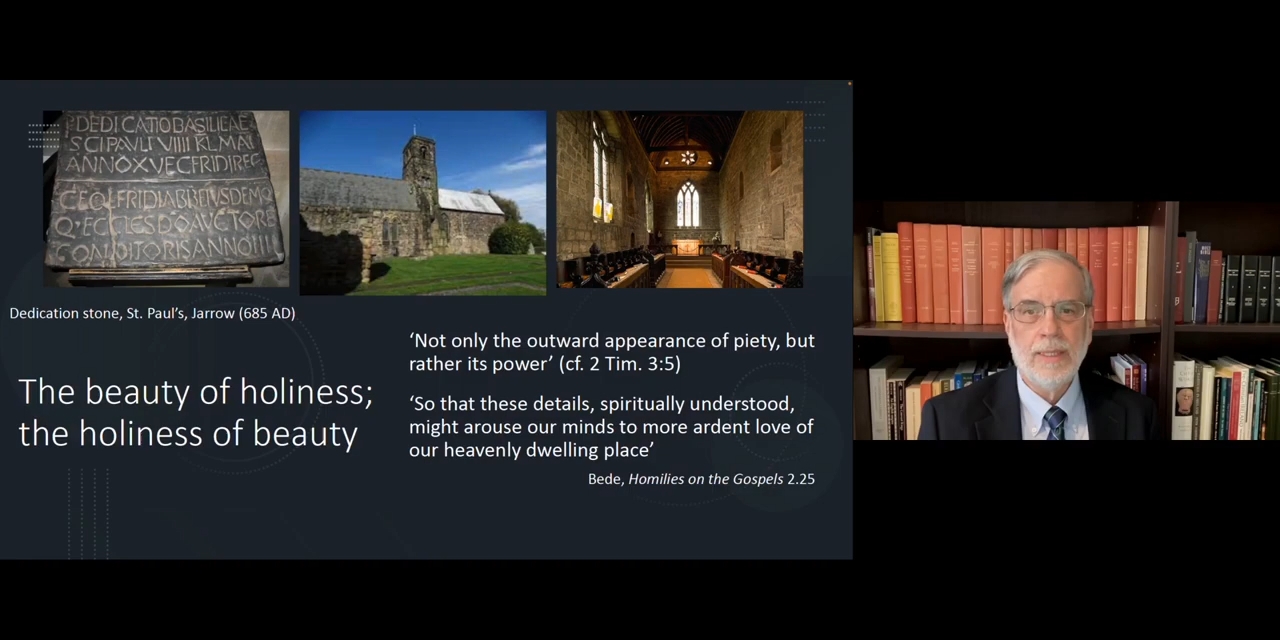 P DEDICATIO BASILICAE
SCI PAULI VIIII KL MAI
ANNO XV ECFRIDI REG
CEOLFRIDI ABB EIUSDEMQ
Q ECCLES DO AUCTORE
CONDITORIS ANNO IIII
Dedication stone, St. Paul’s, Jarrow (685 AD)
The beauty of holiness;
the holiness of beauty
‘Not only the outward appearance of piety, but
rather its power’ (cf. 2 Tim. 3:5)
‘So that these details, spiritually understood,
might arouse our minds to more ardent love of
our heavenly dwelling place’
Bede, Homilies on the Gospels 2.25